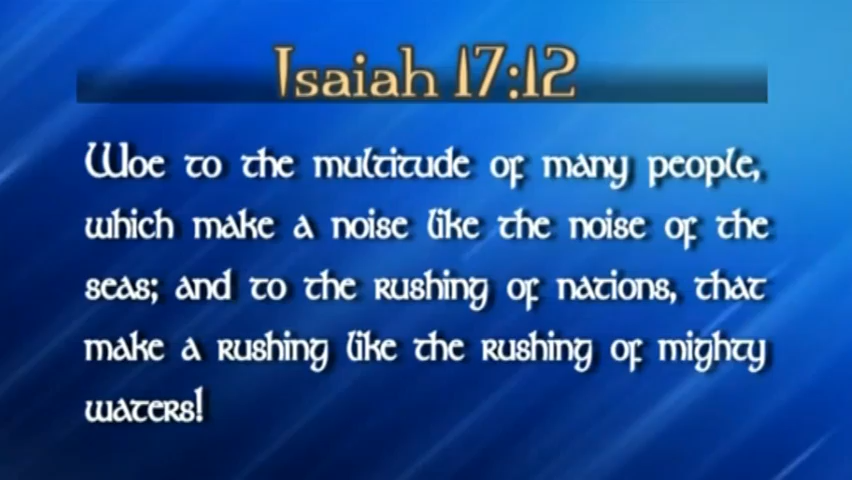 Isaiah 17:12
Woe to the multitude of many people,
which make a noise like the noise of the
seas; and to the rushing of nations, that
make a rushing like the rushing of mighty
waters!